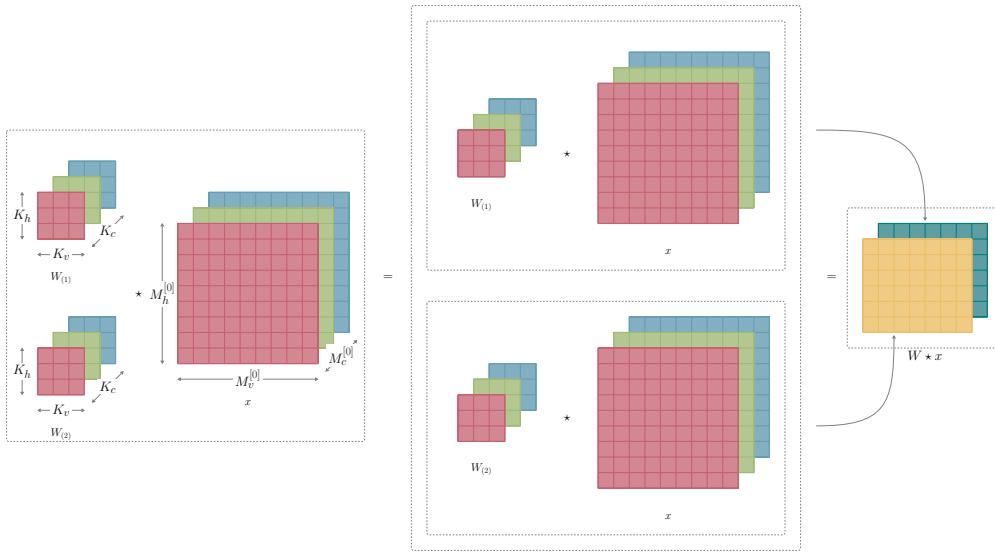 K_h
K_c
K_v
W_{(1)}
⋆
M_h^{[0]}
K_h
K_c
K_v
W_{(2)}
M_c^{[0]}
M_v^{[0]}
x
=
W_{(1)}
⋆
x
W_{(2)}
⋆
x
=
W ⋆ x